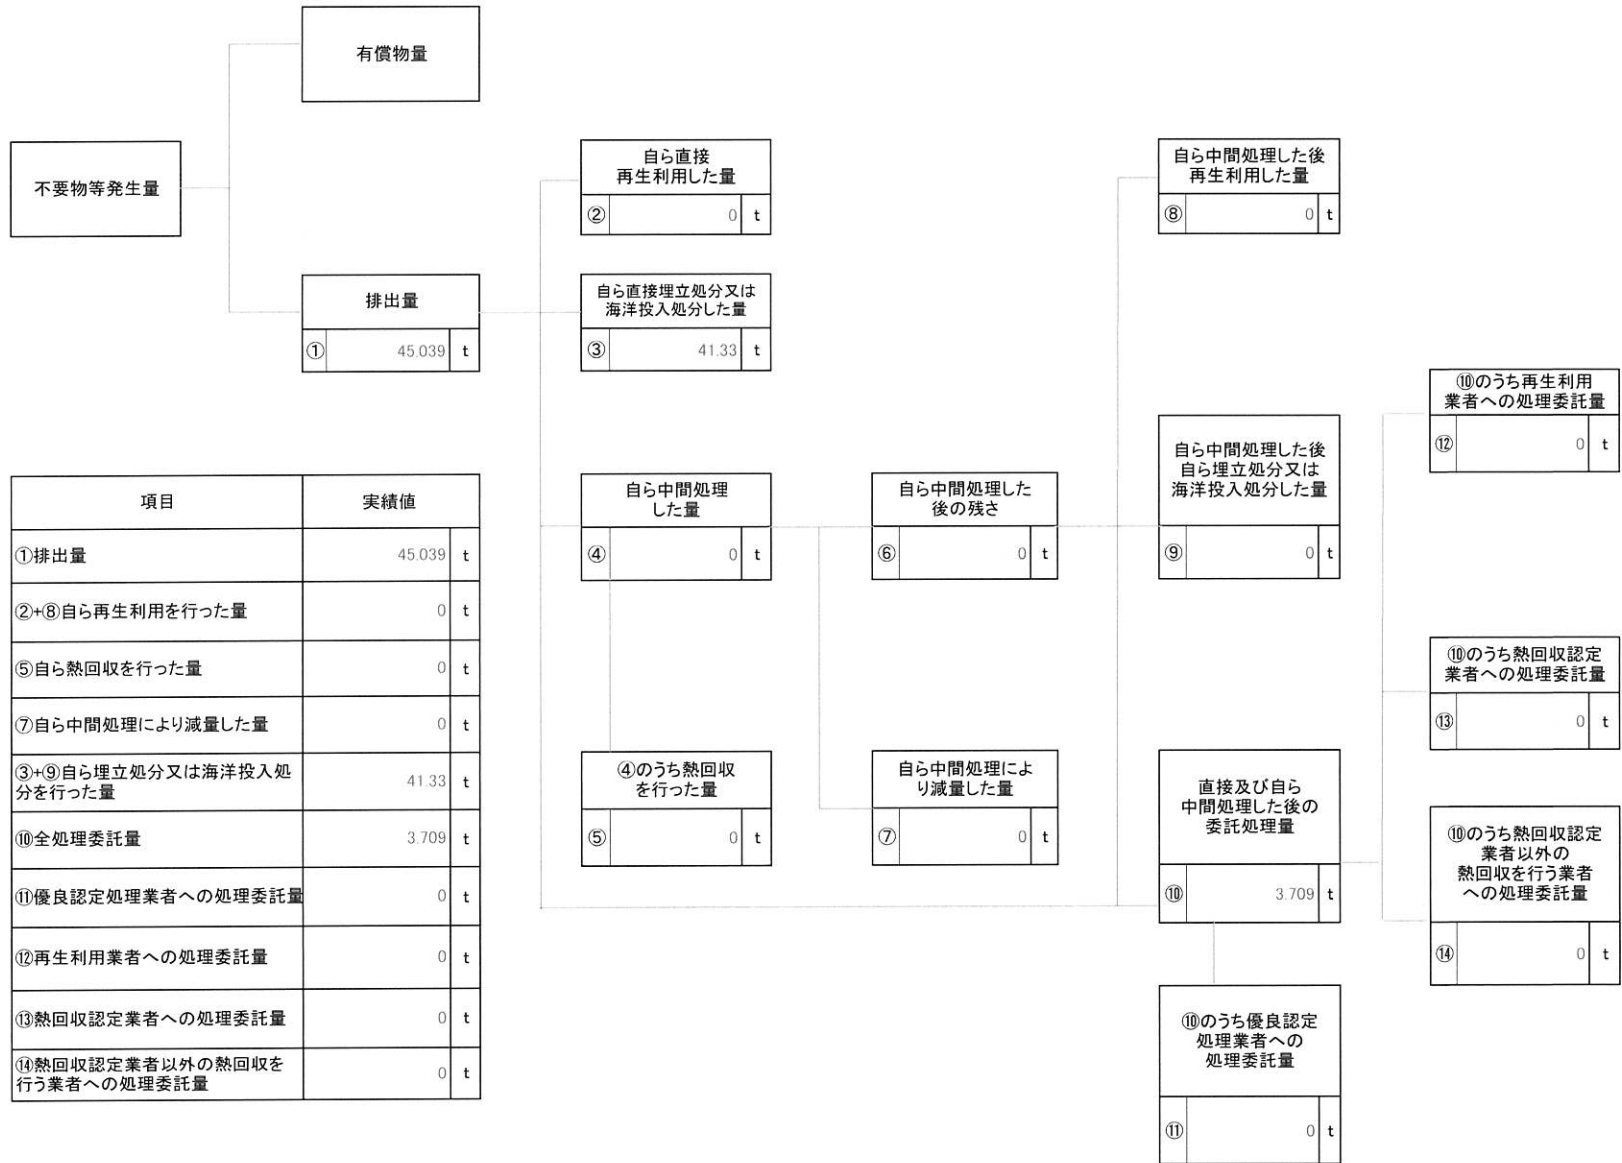 有償物量
不要物等発生量
排出量
① 45.039 t
自ら直接
再生利用した量
② 0 t
自ら直接埋立処分又は
海洋投入処分した量
③ 41.33 t
自ら中間処理
した量
④ 0 t
④のうち熱回収
を行った量
⑤ 0 t
自ら中間処理した
後の残さ
⑥ 0 t
自ら中間処理によ
り減量した量
⑦ 0 t
自ら中間処理した後
再生利用した量
⑧ 0 t
自ら中間処理した後
自ら埋立処分又は
海洋投入処分した量
⑨ 0 t
直接及び自ら
中間処理した後の
委託処理量
⑩ 3.709 t
⑩のうち優良認定
処理業者への
処理委託量
⑪ 0 t
⑩のうち再生利用
業者への処理委託量
⑫ 0 t
⑩のうち熱回収認定
業者への処理委託量
⑬ 0 t
⑩のうち熱回収認定
業者以外の
熱回収を行う業者
への処理委託量
⑭ 0 t
項目 実績値
①排出量 45.039 t
②+⑧自ら再生利用を行った量 0 t
⑤自ら熱回収を行った量 0 t
⑦自ら中間処理により減量した量 0 t
③+⑨自ら埋立処分又は海洋投入処
分を行った量 41.33 t
⑩全処理委託量 3.709 t
⑪優良認定処理業者への処理委託量 0 t
⑫再生利用業者への処理委託量 0 t
⑬熱回収認定業者への処理委託量 0 t
⑭熱回収認定業者以外の熱回収を
行う業者への処理委託量 0 t